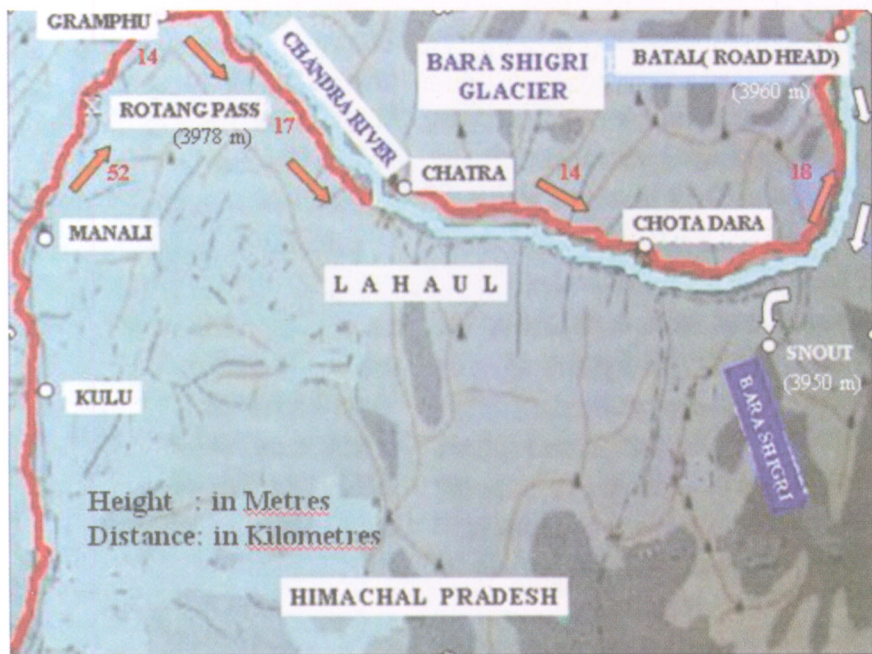 GRAMPHU
14
CHANDRA RIVER
BARA SHIGRI
GLACIER
BATAL( ROAD HEAD)
(3960 m)
ROTANG PASS
(3978 m)
17
52
CHATRA
14
18
MANALI
CHOTA DARA
L A H A U L
SNOUT
(3950 m)
KULU
BARA SHIGRI
Height : in Metres
Distance: in Kilometres
HIMACHAL PRADESH